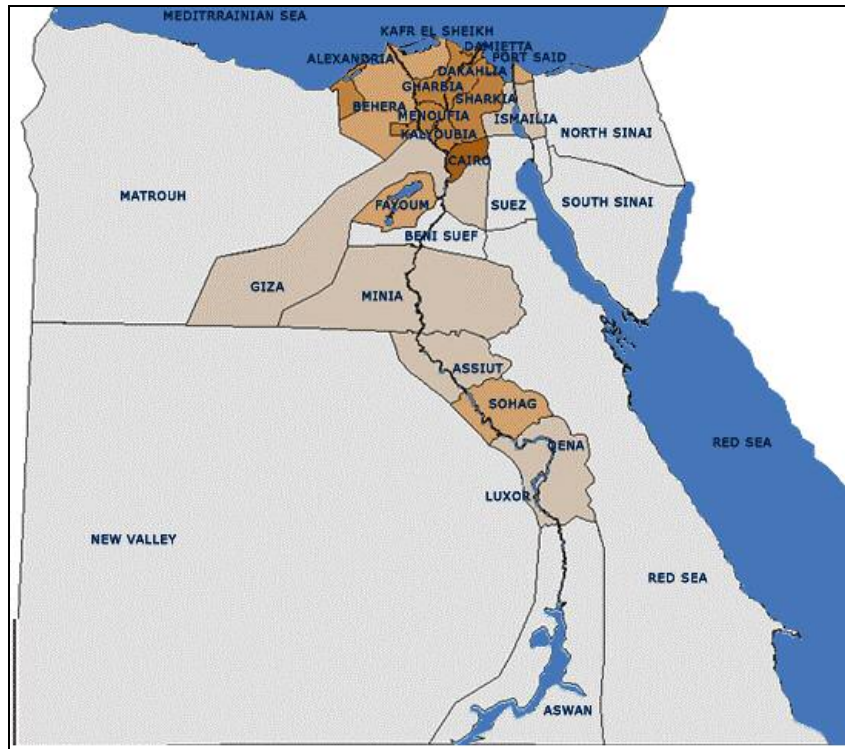 MEDITRRAINIAN SEA
KAFR EL SHEIKH
DAMIETTA
ALEXANDRIA
PORT SAID
DAKAHLIA
GHARBIA
BEHERA
SHARKIA
MENOUFIA
ISMAILIA
KALYOUBIA
NORTH SINAI
CAIRO
MATROUH
FAYOUM
SUEZ
SOUTH SINAI
BENI SUEF
GIZA
MINIA
ASSIUT
SOHAG
QENA
RED SEA
LUXOR
NEW VALLEY
RED SEA
ASWAN